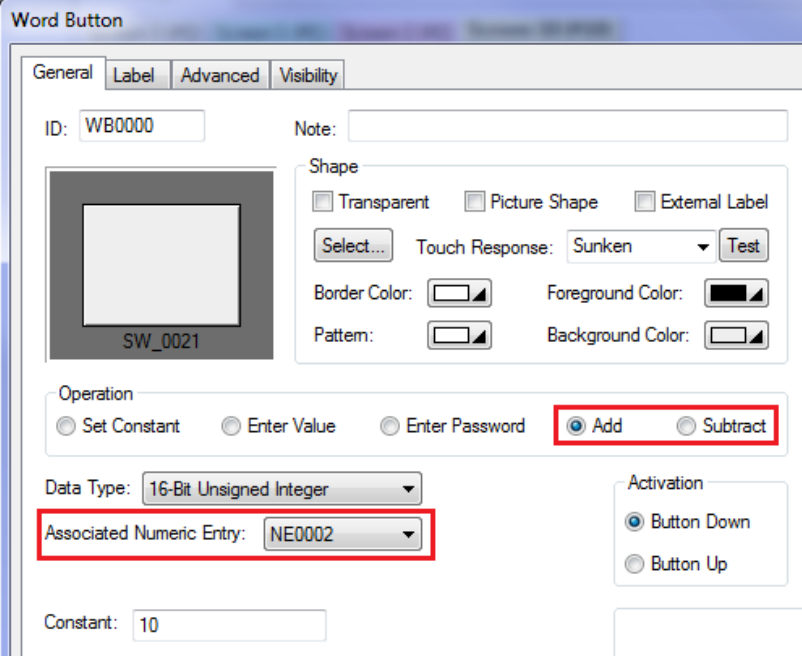 Word Button
General Label Advanced Visibility
ID: WB0000 Note:
Shape
Transparent Picture Shape External Label
Select... Touch Response: Sunken Test
Border Color: Foreground Color:
Pattern: Background Color:
SW_0021
Operation
Set Constant Enter Value Enter Password Add Subtract
Data Type: 16-Bit Unsigned Integer
Activation
Button Down
Associated Numeric Entry: NE0002
Button Up
Constant: 10